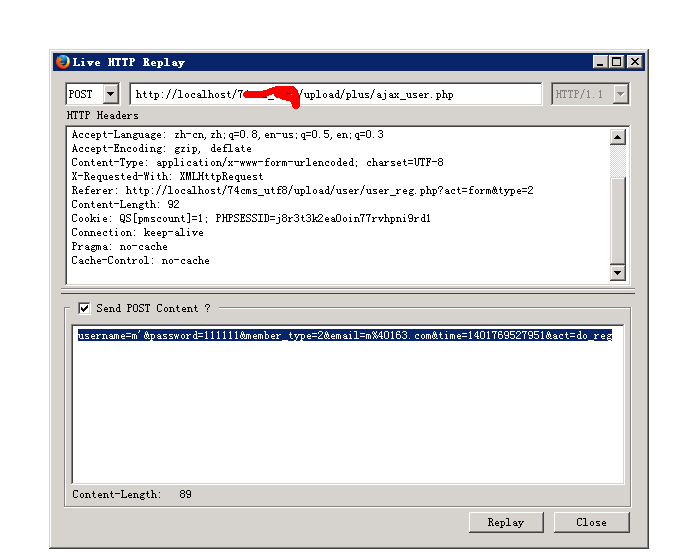 Live HTTP Replay
POST http://localhost/74 /upload/plus/ajax_user.php HTTP/1.1
HTTP Headers
Accept-Language: zh-cn,zh;q=0.8,en-us;q=0.5,en;q=0.3
Accept-Encoding: gzip, deflate
Content-Type: application/x-www-form-urlencoded; charset=UTF-8
X-Requested-With: XMLHttpRequest
Referer: http://localhost/74cms_utf8/upload/user/user_reg.php?act=form&type=2
Content-Length: 92
Cookie: QS[pmscount]=1; PHPSESSID=j8r3t3k2ea0oin77rvhpni9rd1
Connection: keep-alive
Pragma: no-cache
Cache-Control: no-cache
Send POST Content ?
username=m'&password=111111&member_type=2&email=m%40163.com&time=1401769527951&act=do_reg
Content-Length: 89
Replay Close